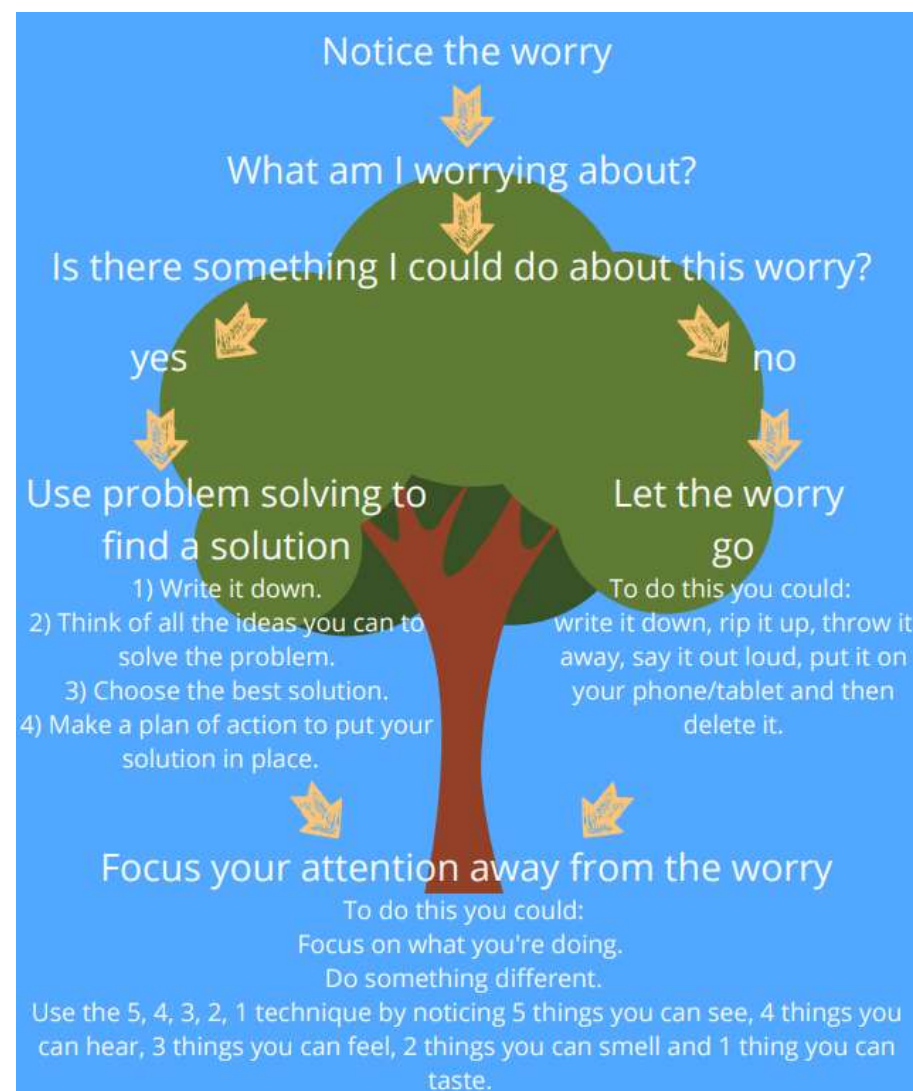 Notice the worry
What am I worrying about?
Is there something I could do about this worry?
yes
no
Use problem solving to
find a solution
1) Write it down.
2) Think of all the ideas you can to
solve the problem.
3) Choose the best solution.
4) Make a plan of action to put your
solution in place.
Let the worry
go
To do this you could:
write it down, rip it up, throw it
away, say it out loud, put it on
your phone/tablet and then
delete it.
Focus your attention away from the worry
To do this you could:
Focus on what you're doing.
Do something different.
Use the 5, 4, 3, 2, 1 technique by noticing 5 things you can see, 4 things you
can hear, 3 things you can feel, 2 things you can smell and 1 thing you can
taste.